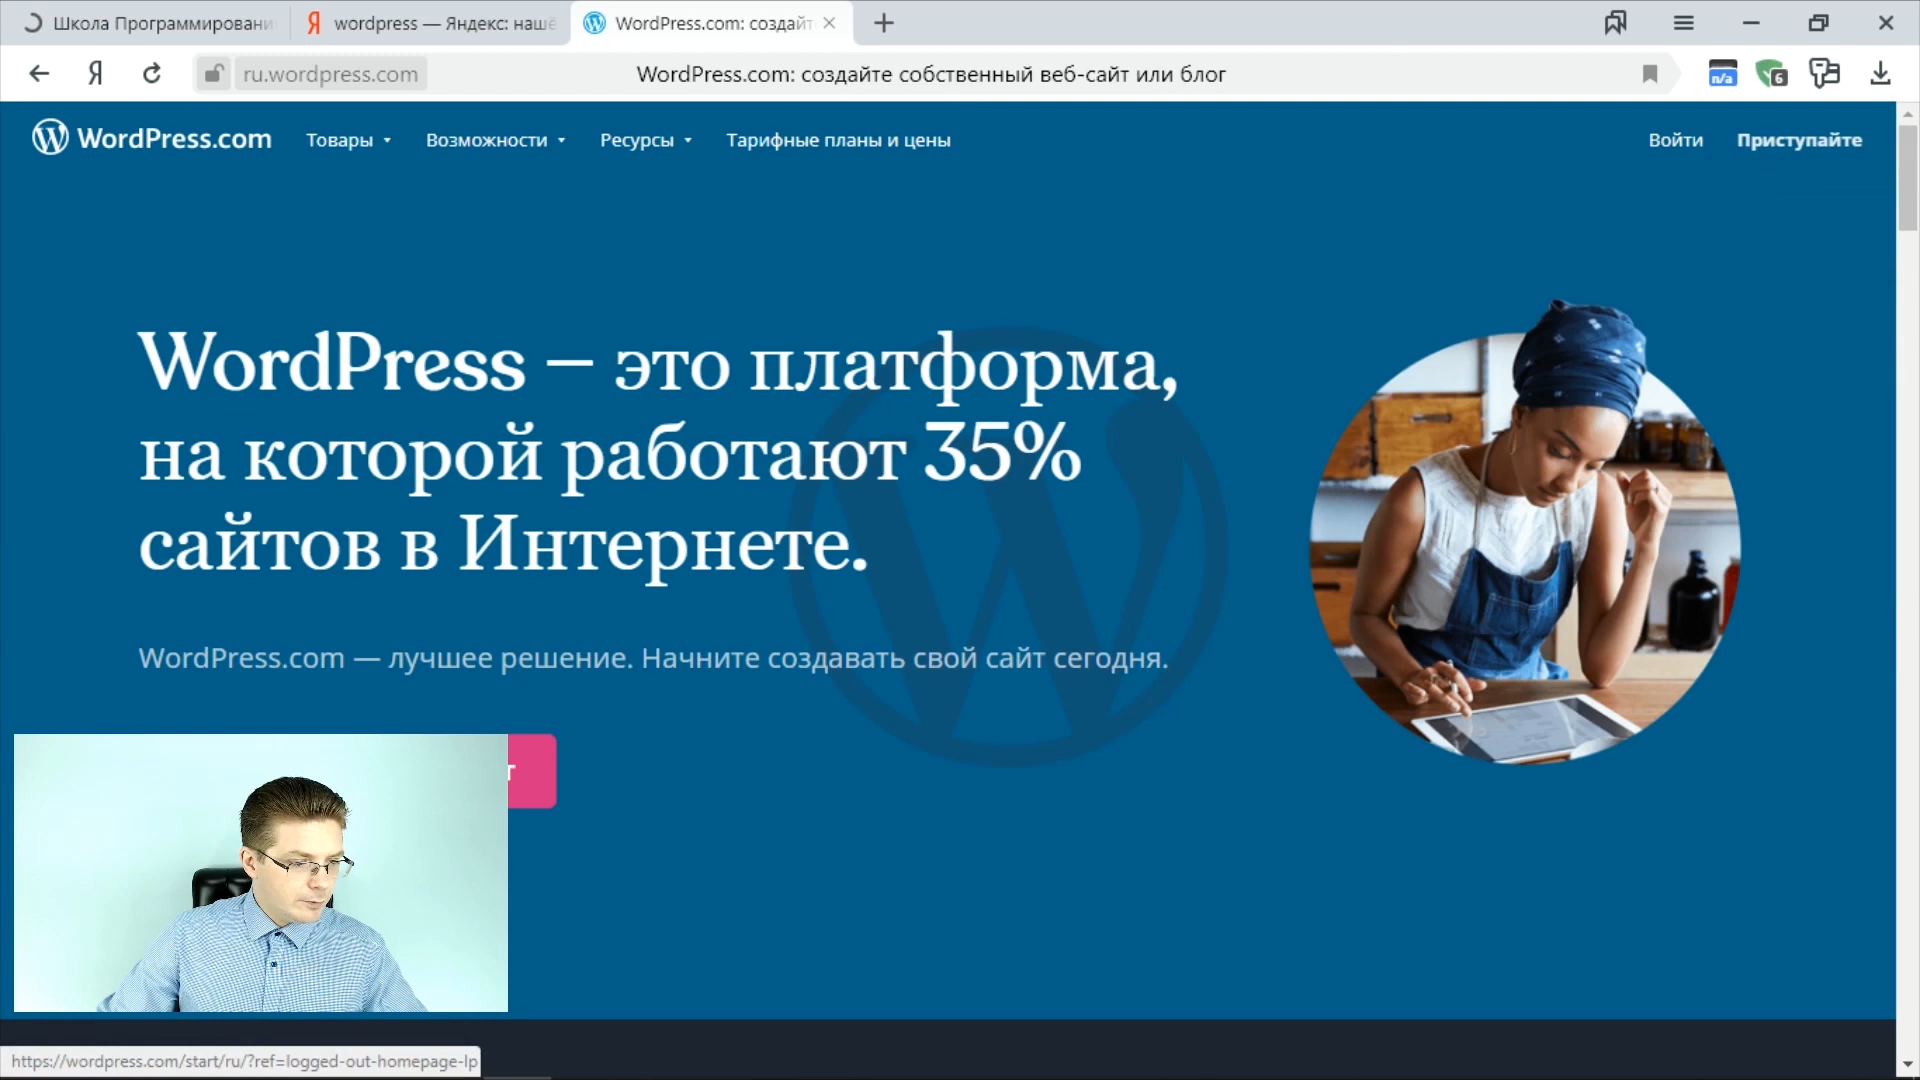 Школа Программировани
wordpress — Яндекс: нашё
WordPress.com: создайт
Я
ru.wordpress.com
WordPress.com: создайте собственный веб-сайт или блог
n/a
6
WordPress.com
Товары
Возможности
Ресурсы
Тарифные планы и цены
Войти
Приступайте
WordPress — это платформа,
на которой работают 35%
сайтов в Интернете.
WordPress.com — лучшее решение. Начните создавать свой сайт сегодня.
https://wordpress.com/start/ru/?ref=logged-out-homepage-lp